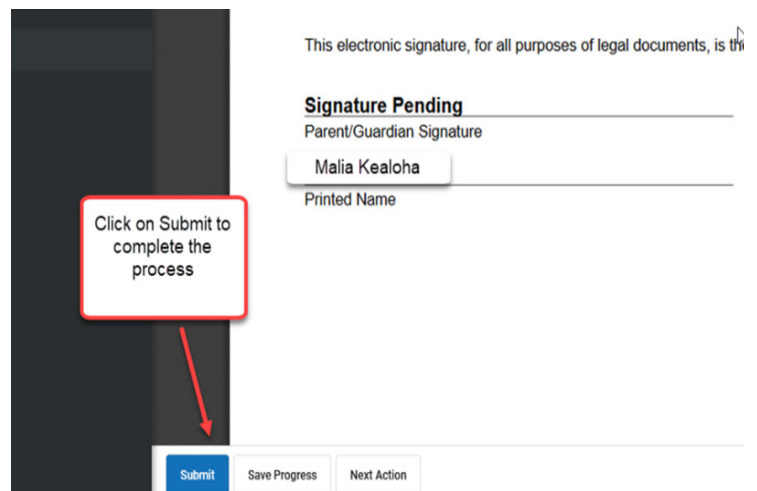 This electronic signature, for all purposes of legal documents, is
Signature Pending
Parent/Guardian Signature
Malia Kealoha
Printed Name
Click on Submit to
complete the
process
Submit
Save Progress
Next Action